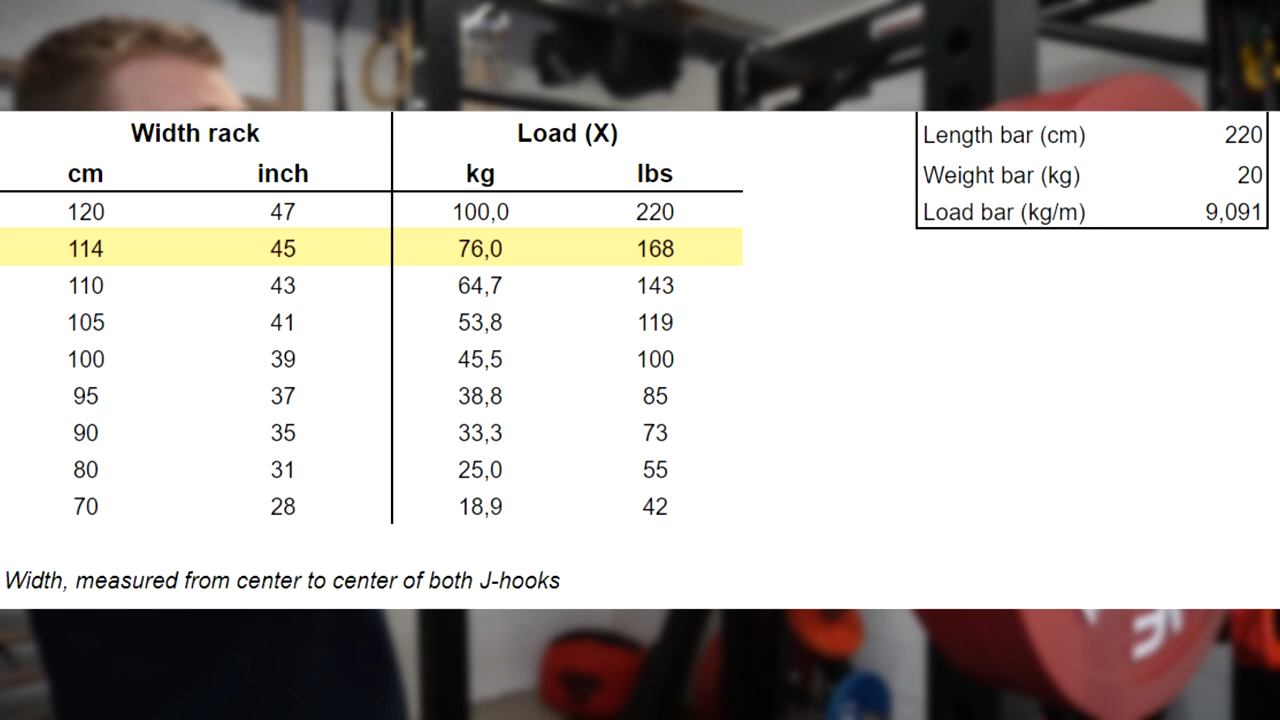 Width rack Load (X)
cm inch kg lbs
120 47 100,0 220
114 45 76,0 168
110 43 64,7 143
105 41 53,8 119
100 39 45,5 100
95 37 38,8 85
90 35 33,3 73
80 31 25,0 55
70 28 18,9 42
Width, measured from center to center of both J-hooks
Length bar (cm) 220
Weight bar (kg) 20
Load bar (kg/m) 9,091